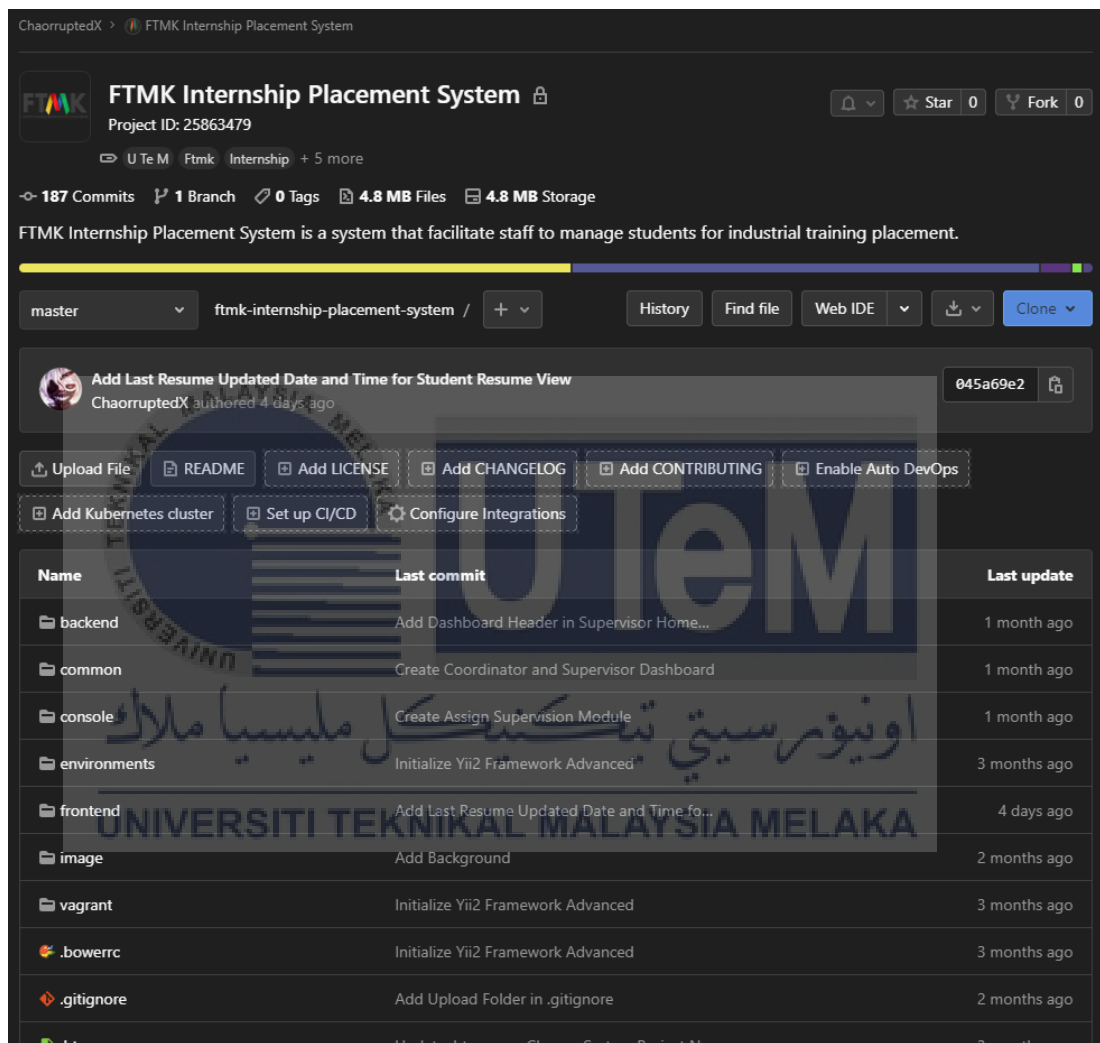 ChaorruptedX > FTMK Internship Placement System
FTMK
FTMK Internship Placement System
Project ID: 25863479
Star 0 Fork 0
U Te M Ftmk Internship + 5 more
187 Commits 1 Branch 0 Tags 4.8 MB Files 4.8 MB Storage
FTMK Internship Placement System is a system that facilitate staff to manage students for industrial training placement.
master ftmk-internship-placement-system / + History Find file Web IDE Clone
Add Last Resume Updated Date and Time for Student Resume View
ChaorruptedX authored 4 days ago
045a69e2
Upload File README Add LICENSE Add CHANGELOG Add CONTRIBUTING Enable Auto DevOps
Add Kubernetes cluster Set up CI/CD Configure Integrations
Name Last commit Last update
backend Add Dashboard Header in Supervisor Home... 1 month ago
common Create Coordinator and Supervisor Dashboard 1 month ago
console Create Assign Supervision Module 1 month ago
environments Initialize Yii2 Framework Advanced 3 months ago
frontend Add Last Resume Updated Date and Time fo... 4 days ago
image Add Background 2 months ago
vagrant Initialize Yii2 Framework Advanced 3 months ago
.bowerrc Initialize Yii2 Framework Advanced 3 months ago
.gitignore Add Upload Folder in .gitignore 2 months ago
UNIVERSITI TEKNIKAL MALAYSIA MELAKA
UTeM
اونيۏرسيتي تيكنيكل مليسيا ملاك
UNIVERSITI TEKNIKAL MALAYSIA MELAKA